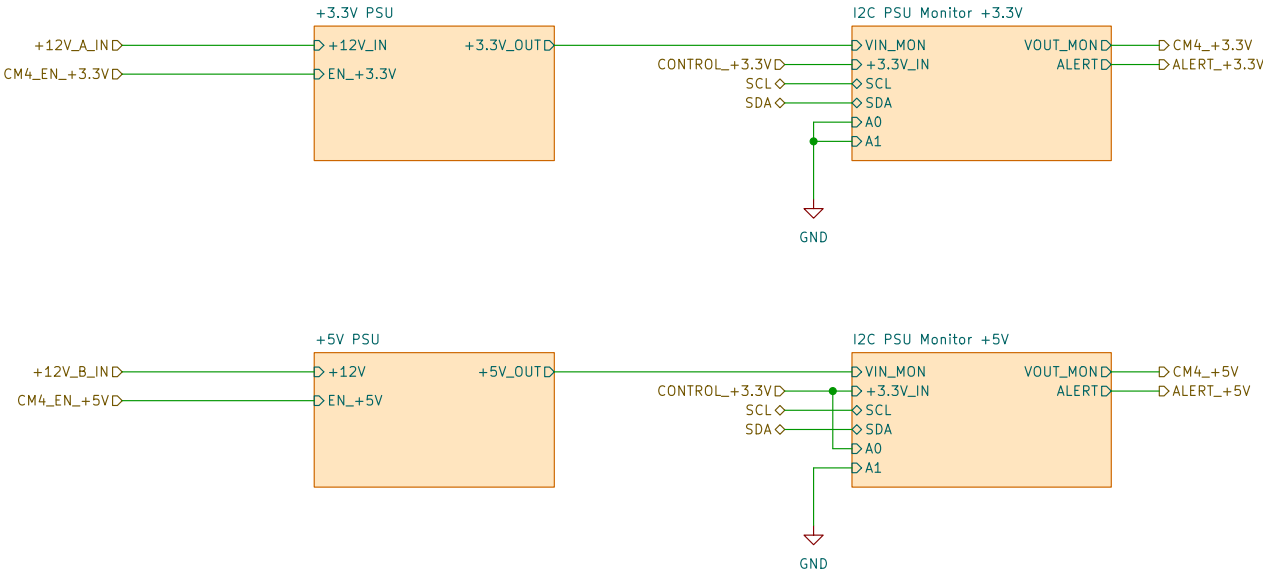 +3.3V PSU
I2C PSU Monitor +3.3V
+12V_A_IN
+12V_IN
+3.3V_OUT
VIN_MON
VOUT_MON
CM4_+3.3V
CM4_EN_+3.3V
EN_+3.3V
CONTROL_+3.3V
+3.3V_IN
ALERT
ALERT_+3.3V
SCL
SCL
SDA
SDA
A0
A1
GND
+5V PSU
I2C PSU Monitor +5V
+12V_B_IN
+12V
+5V_OUT
VIN_MON
VOUT_MON
CM4_+5V
CM4_EN_+5V
EN_+5V
CONTROL_+3.3V
+3.3V_IN
ALERT
ALERT_+5V
SCL
SCL
SDA
SDA
A0
A1
GND